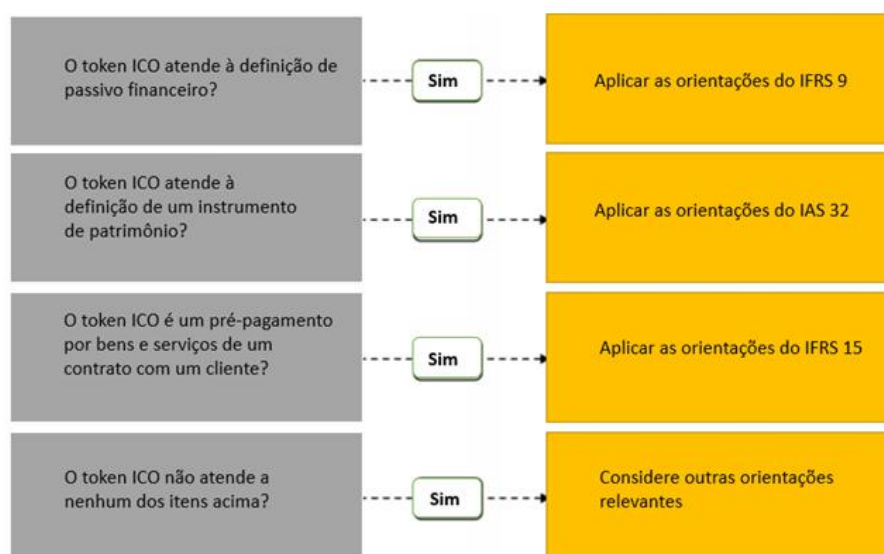 O token ICO atende à definição de
passivo financeiro?
Sim
Aplicar as orientações do IFRS 9
O token ICO atende à
definição de um instrumento
de patrimônio?
Sim
Aplicar as orientações do IAS 32
O token ICO é um pré-pagamento
por bens e serviços de um
contrato com um cliente?
Sim
Aplicar as orientações do IFRS 15
O token ICO não atende a
nenhum dos itens acima?
Sim
Considere outras orientações
relevantes